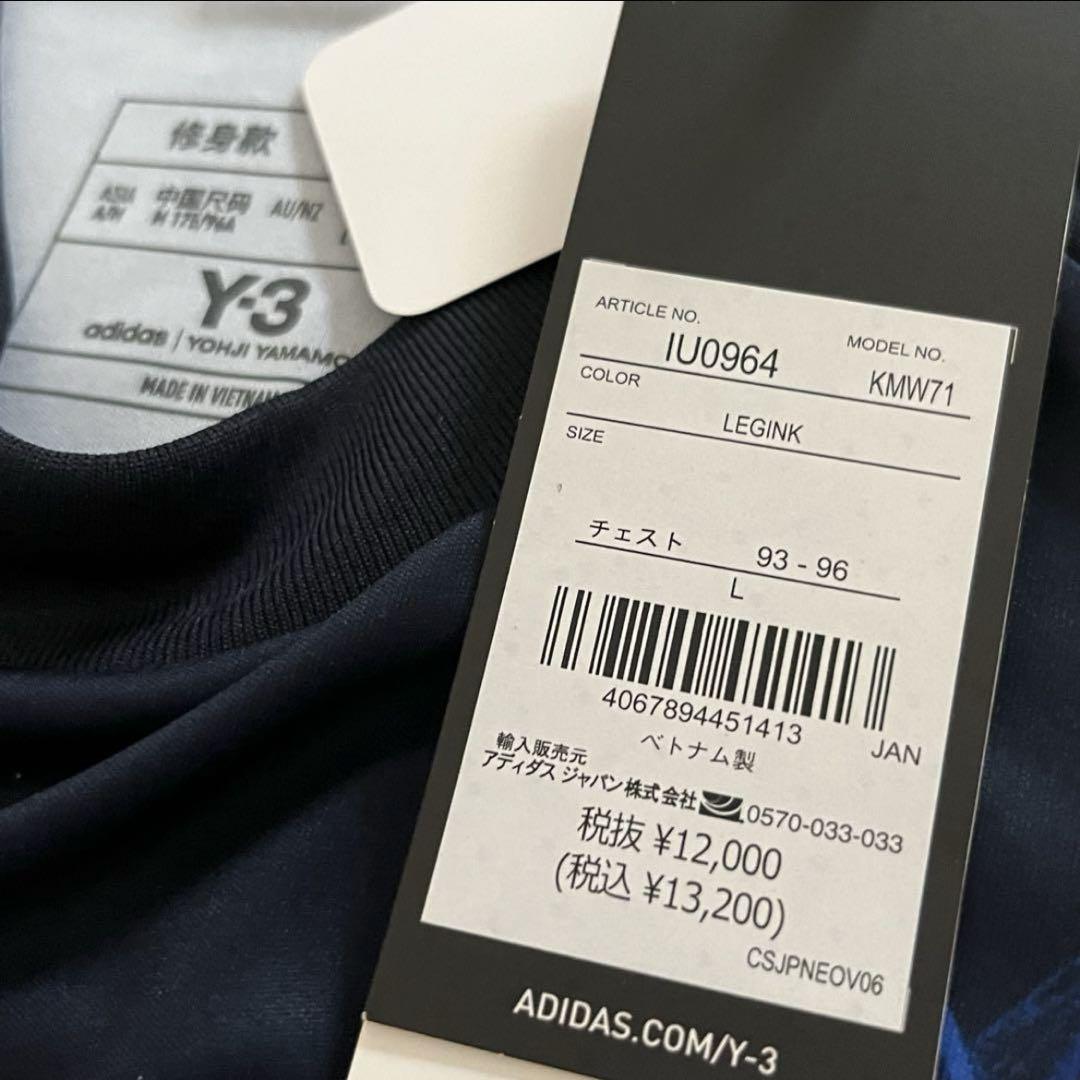 修身款
ASIA 中国尺码 AU/NZ
A/M M 175/96A L
Y-3
adidas / YOHJI YAMAMO
MADE IN VIETNAM
ARTICLE NO. MODEL NO.
IU0964 KMW71
COLOR
LEGINK
SIZE
チェスト 93 - 96
L
4067894451413
ベトナム製 JAN
輸入販売元
アディダス ジャパン株式会社 0570-033-033
税抜 ¥12,000
(税込 ¥13,200)
CSJPNEOV06
ADIDAS.COM/Y-3